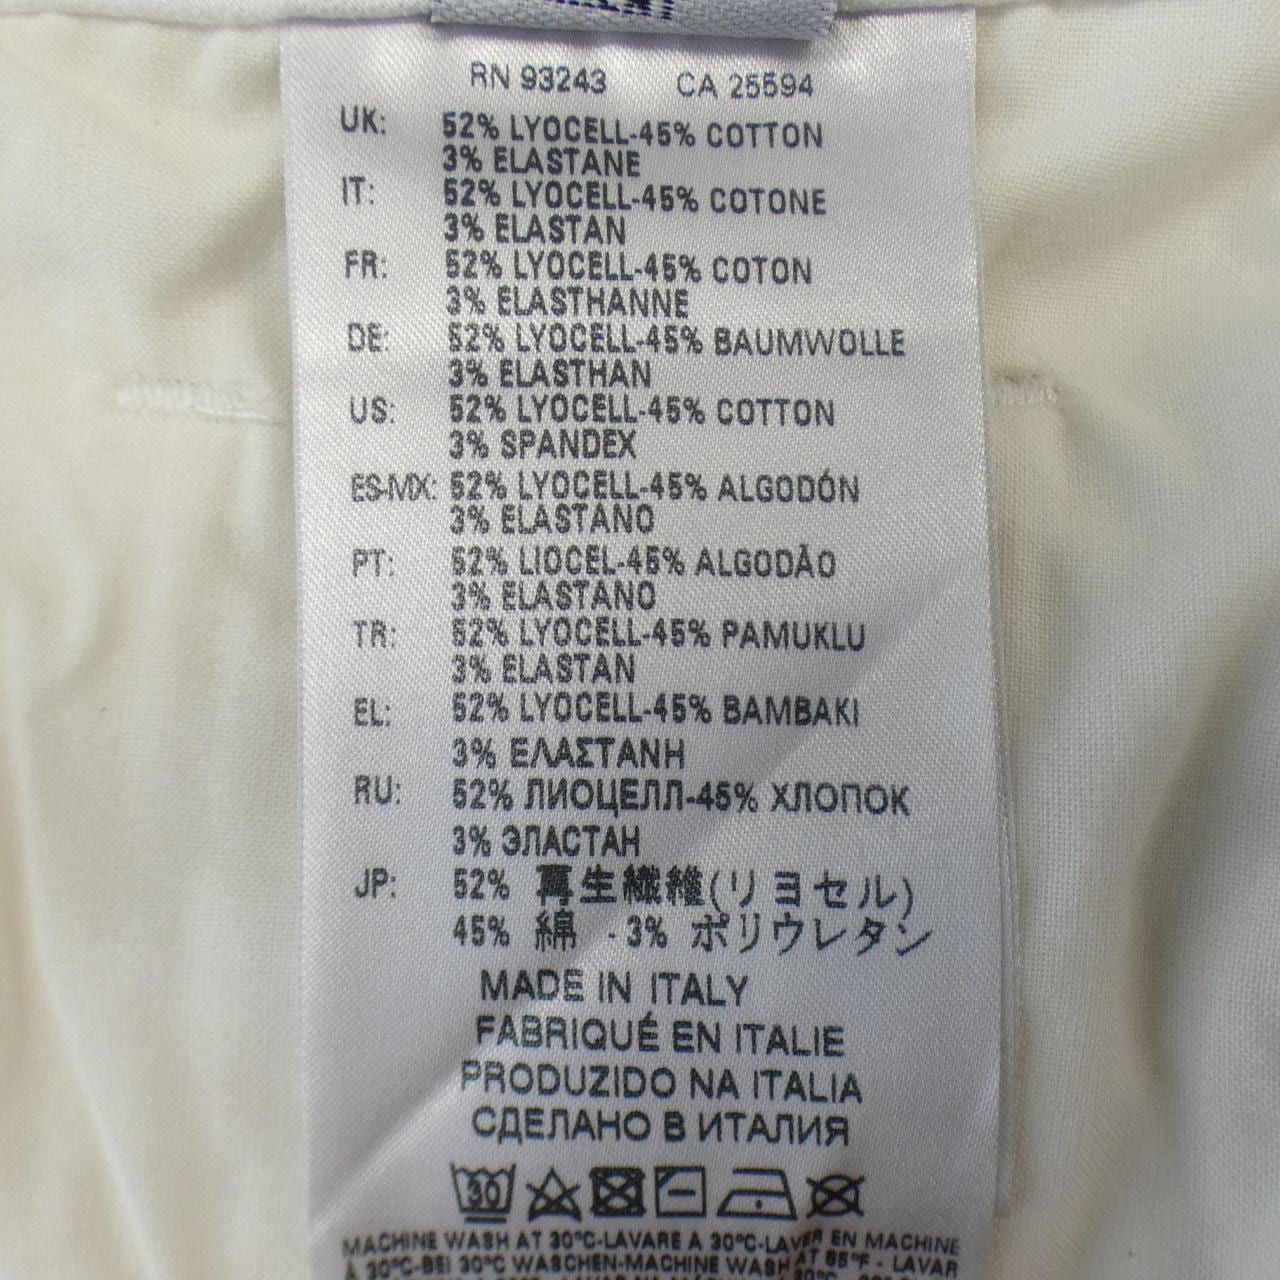 RN 93243 CA 25594
UK: 52% LYOCELL-45% COTTON
3% ELASTANE
IT: 52% LYOCELL-45% COTONE
3% ELASTAN
FR: 52% LYOCELL-45% COTON
3% ELASTHANNE
DE: 52% LYOCELL-45% BAUMWOLLE
3% ELASTHAN
US: 52% LYOCELL-45% COTTON
3% SPANDEX
ES-MX: 52% LYOCELL-45% ALGODÓN
3% ELASTANO
PT: 52% LIOCEL-45% ALGODÃO
3% ELASTANO
TR: 52% LYOCELL-45% PAMUKLU
3% ELASTAN
EL: 52% LYOCELL-45% BAMBAKI
3% ΕΛΑΣΤΑΝΗ
RU: 52% ЛИОЦЕЛЛ-45% ХЛОПОК
3% ЭЛАСТАН
JP: 52% 再生繊維(リヨセル)
45% 綿 - 3% ポリウレタン
MADE IN ITALY
FABRIQUÉ EN ITALIE
PRODUZIDO NA ITALIA
СДЕЛАНО В ИТАЛИЯ
30
MACHINE WASH AT 30°C-LAVARE A 30°C-LAVER EN MACHINE
À 30°C-BEI 30°C WASCHEN-MACHINE WASH AT 85°F - LAVAR